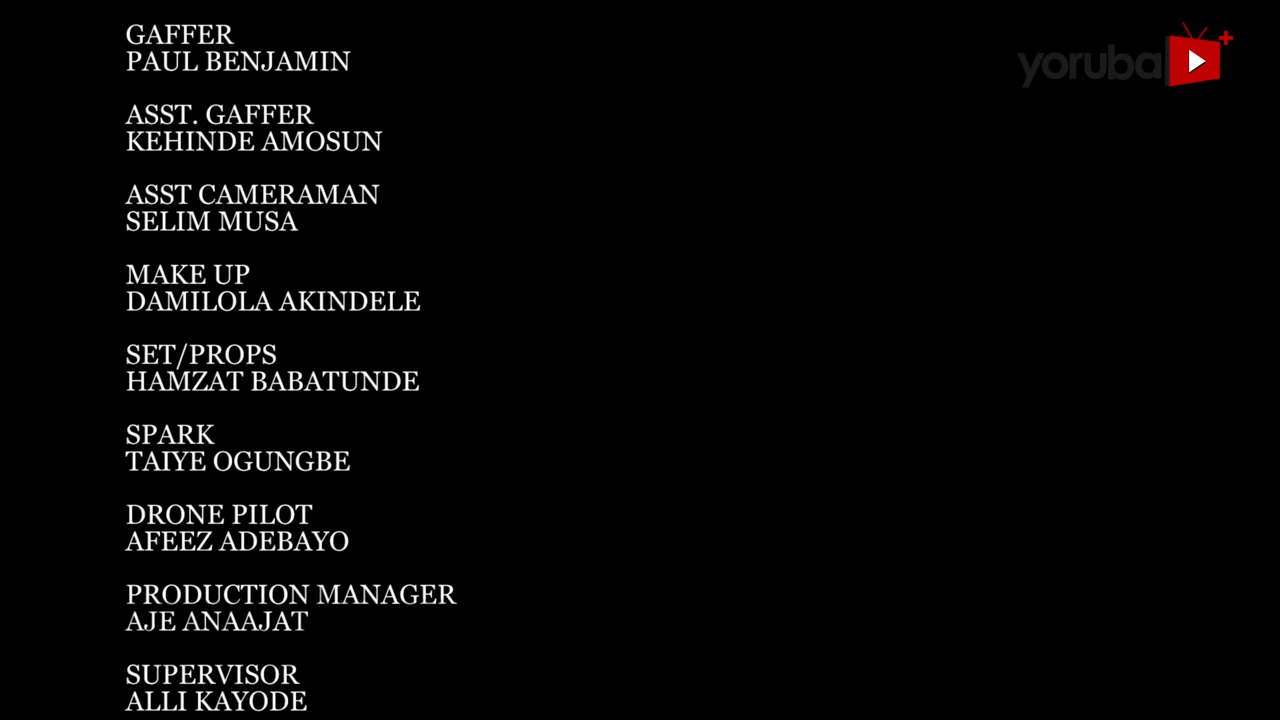 GAFFER
PAUL BENJAMIN
ASST. GAFFER
KEHINDE AMOSUN
ASST CAMERAMAN
SELIM MUSA
MAKE UP
DAMILOLA AKINDELE
SET/PROPS
HAMZAT BABATUNDE
SPARK
TAIYE OGUNGBE
DRONE PILOT
AFEEZ ADEBAYO
PRODUCTION MANAGER
AJE ANAAJAT
SUPERVISOR
ALLI KAYODE
yoruba +